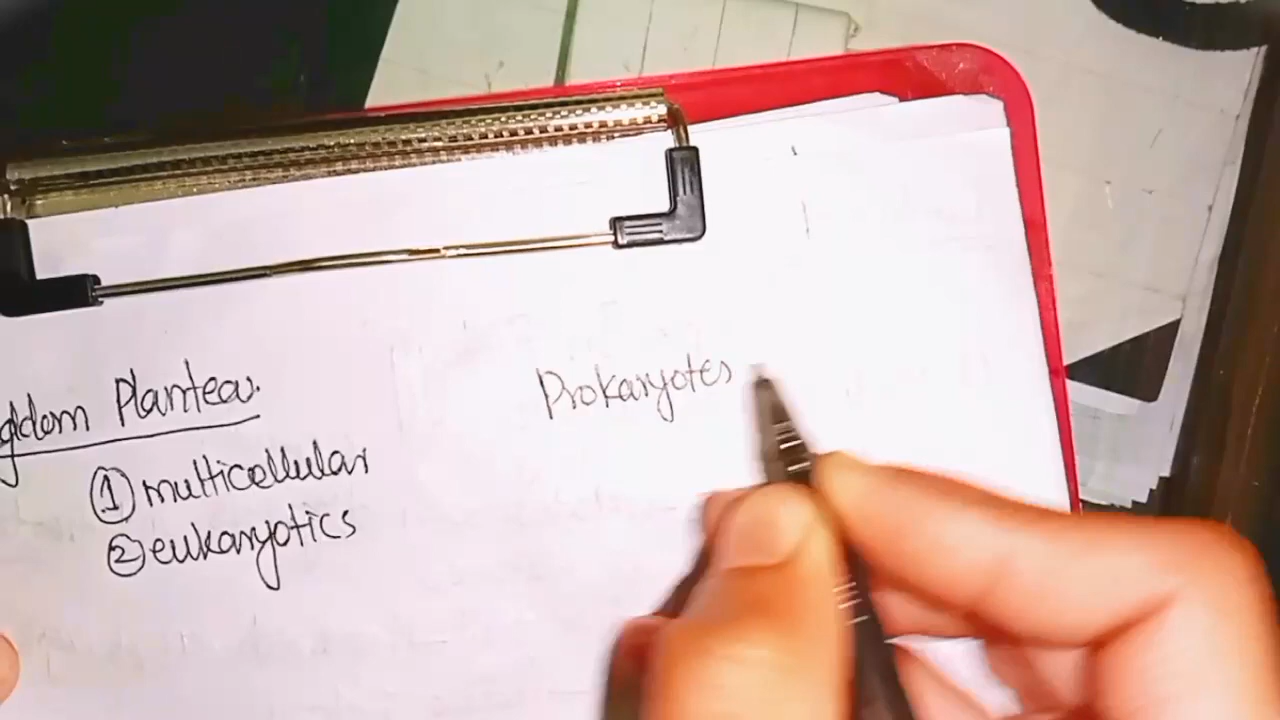 gdom Plantea.
① multicellular
② eukaryotics
Prokaryotes